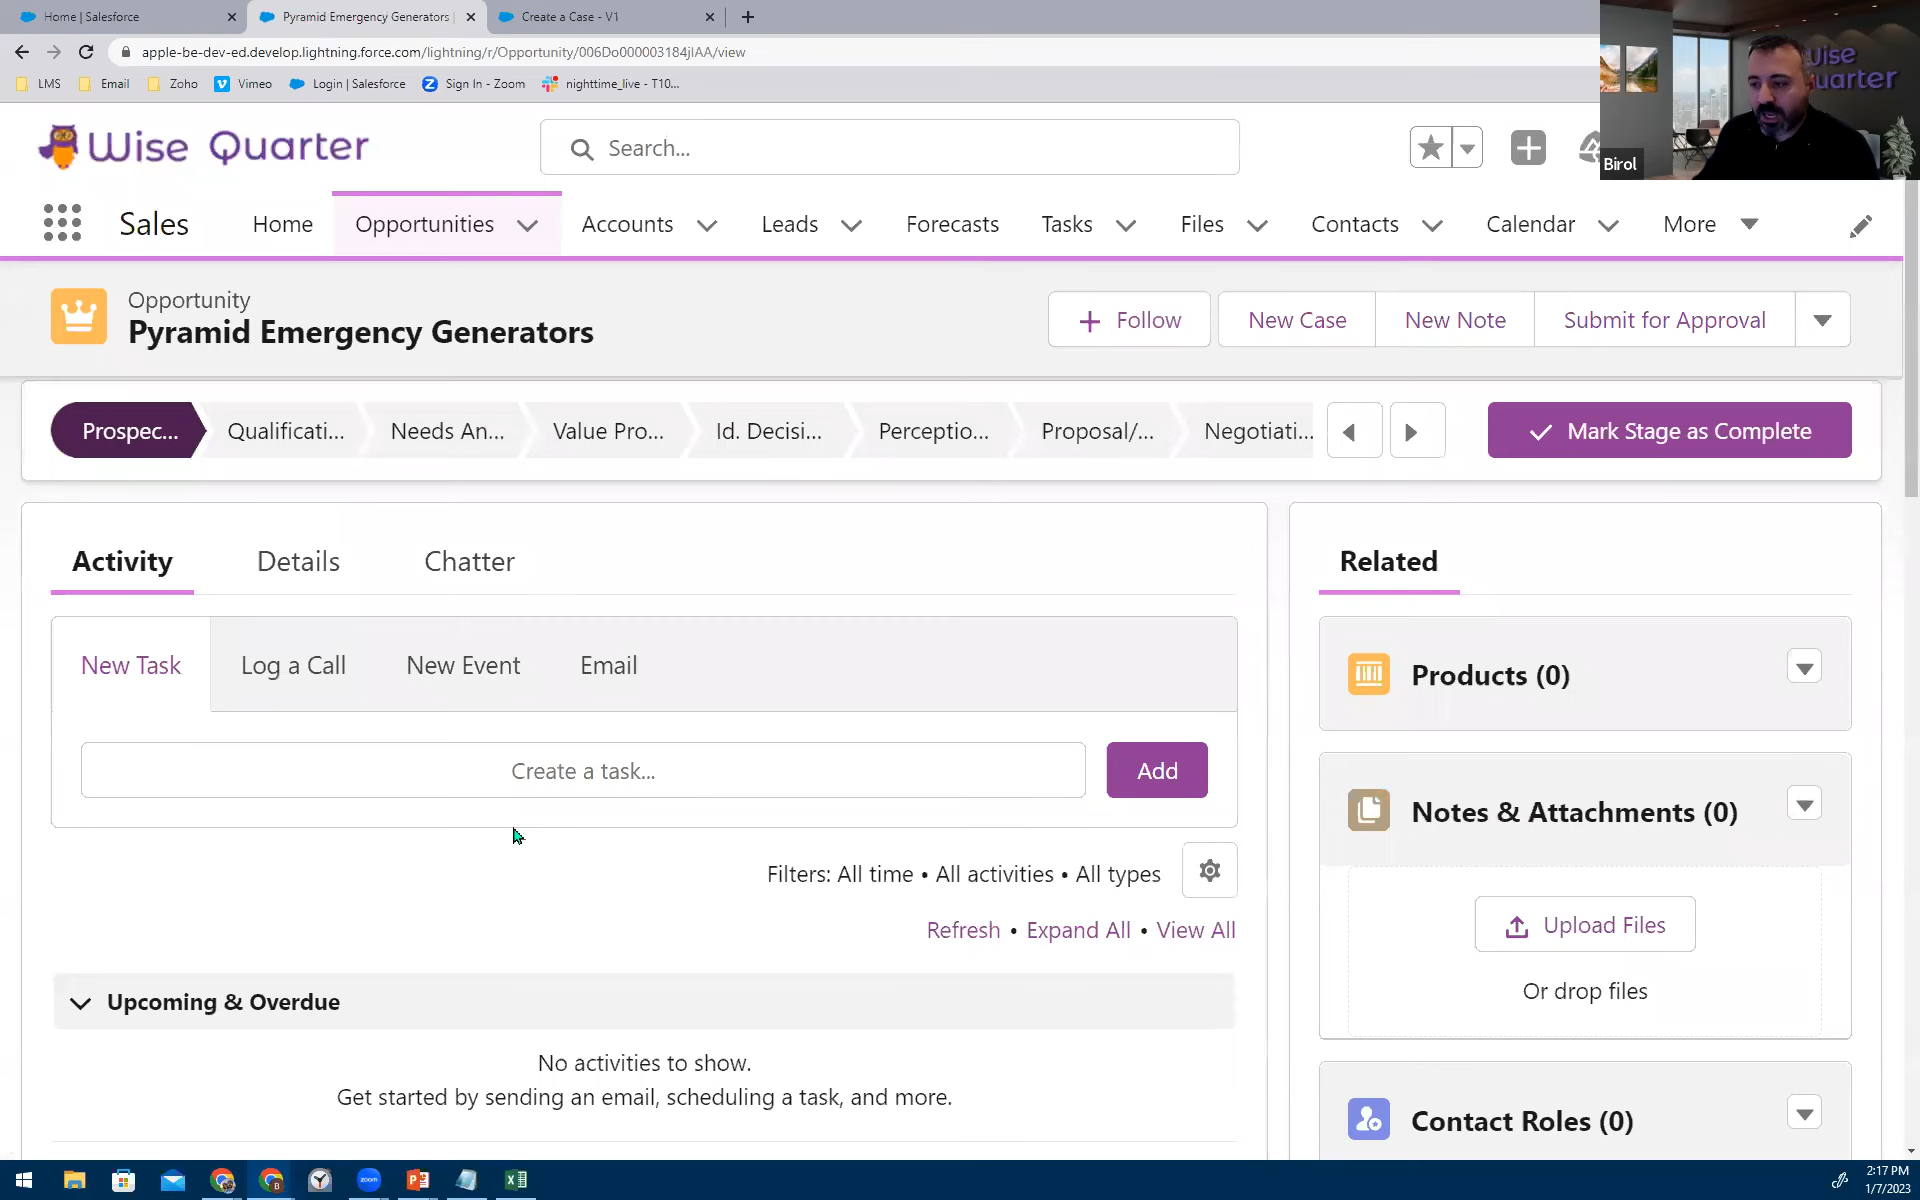 Home | Salesforce
Pyramid Emergency Generators |
Create a Case - V1
apple-be-dev-ed.develop.lightning.force.com/lightning/r/Opportunity/006Do000003184jIAA/view
LMS
Email
Zoho
Vimeo
Login | Salesforce
Sign In - Zoom
nighttime_live - T10...
Wise Quarter
Search...
Birol
Sales
Home
Opportunities
Accounts
Leads
Forecasts
Tasks
Files
Contacts
Calendar
More
Opportunity
Pyramid Emergency Generators
Follow
New Case
New Note
Submit for Approval
Prospec...
Qualificati...
Needs An...
Value Pro...
Id. Decisi...
Perceptio...
Proposal/...
Negotiati...
Mark Stage as Complete
Activity
Details
Chatter
New Task
Log a Call
New Event
Email
Create a task...
Add
Filters: All time • All activities • All types
Refresh • Expand All • View All
Upcoming & Overdue
No activities to show.
Get started by sending an email, scheduling a task, and more.
Related
Products (0)
Notes & Attachments (0)
Upload Files
Or drop files
Contact Roles (0)
zoom
2:17 PM
1/7/2023